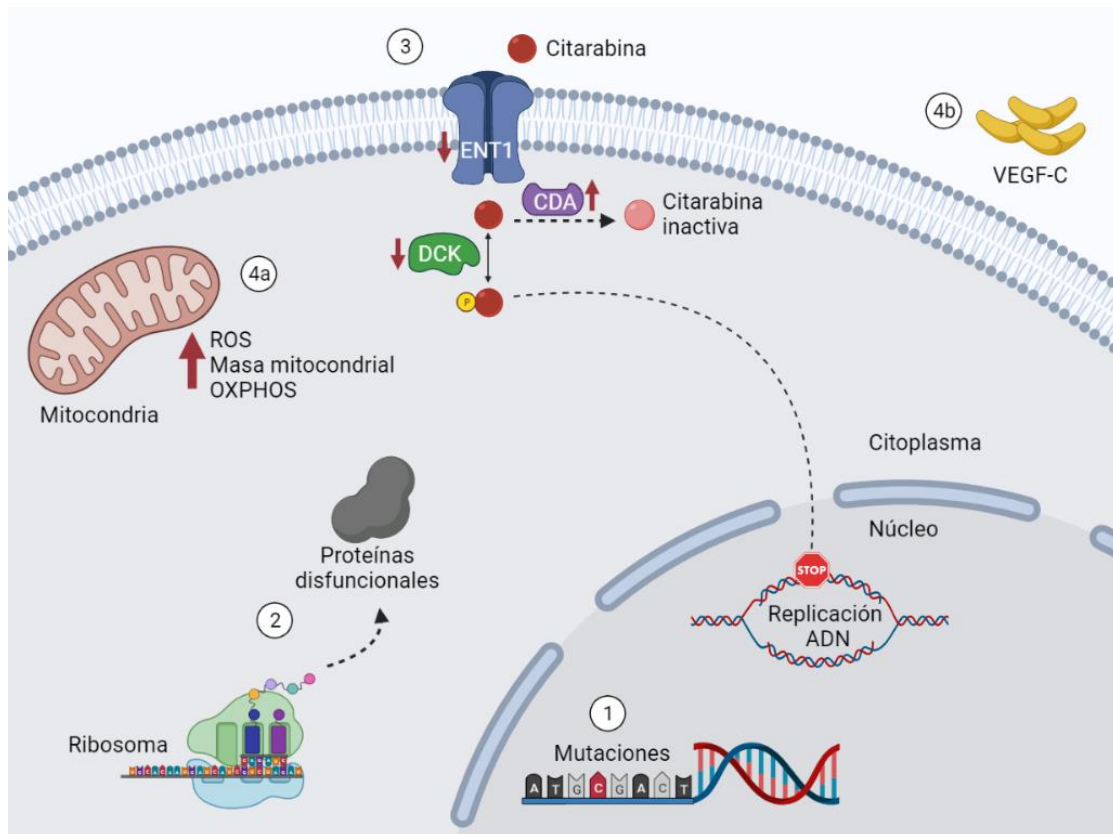 3
Citarabina
ENT1
4b
VEGF-C
CDA
Citarabina
inactiva
DCK
P
4a
ROS
Masa mitocondrial
OXPHOS
Mitocondria
Citoplasma
Núcleo
STOP
Replicación
ADN
Proteínas
disfuncionales
2
Ribosoma
1
Mutaciones
A T G C G A C T